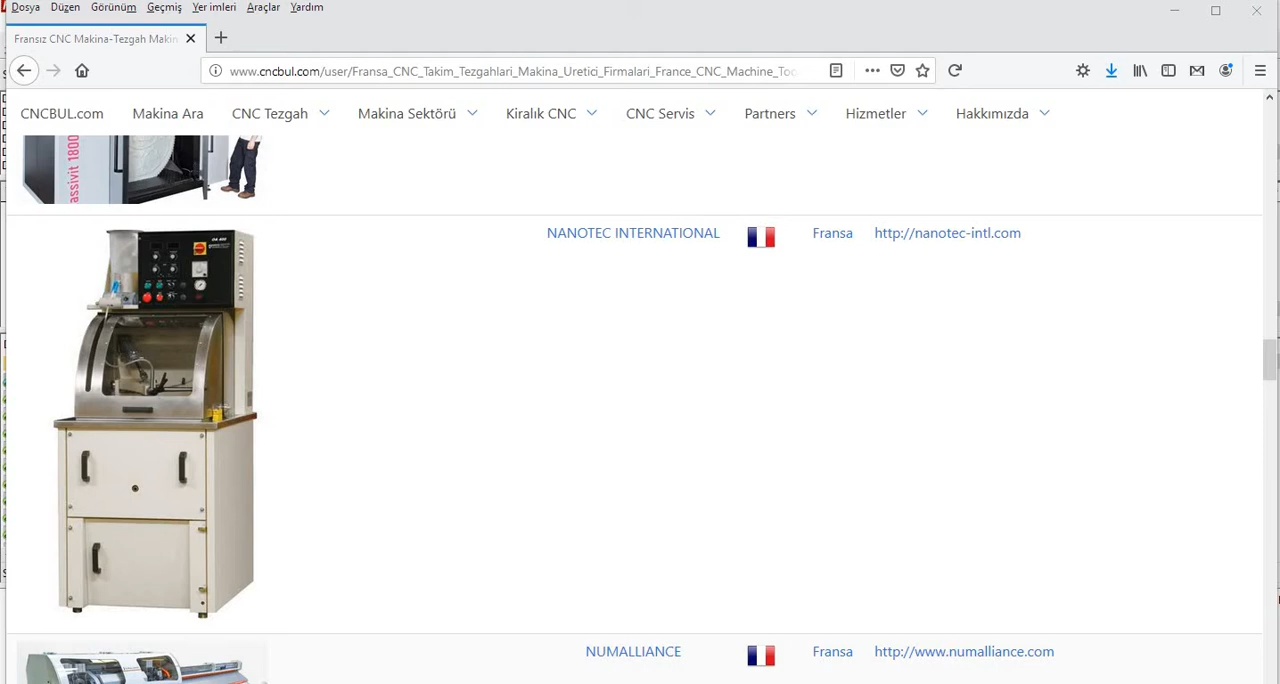 Dosya Düzen Görünüm Geçmiş Yer imleri Araçlar Yardım
Fransız CNC Makina-Tezgah Makin
www.cncbul.com/user/Fransa_CNC_Takim_Tezgahlari_Makina_Uretici_Firmalari_France_CNC_Machine_Too
CNCBUL.com Makina Ara CNC Tezgah Makina Sektörü Kiralık CNC CNC Servis Partners Hizmetler Hakkımızda
assivit 1800
NANOTEC INTERNATIONAL Fransa http://nanotec-intl.com
NUMALLIANCE Fransa http://www.numalliance.com